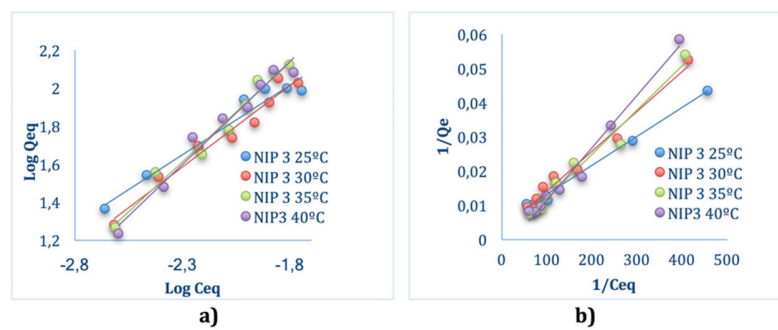 2,2
2
1,8
1,6
1,4
1,2
Log Qeq
NIP 3 25ºC
NIP 3 30ºC
NIP 3 35ºC
NIP3 40ºC
-2,8 -2,3 -1,8
Log Ceq
a)
0,06
0,05
0,04
0,03
0,02
0,01
0
1/Qe
NIP 3 25ºC
NIP 3 30ºC
NIP 3 35ºC
NIP3 40ºC
0 100 200 300 400 500
1/Ceq
b)